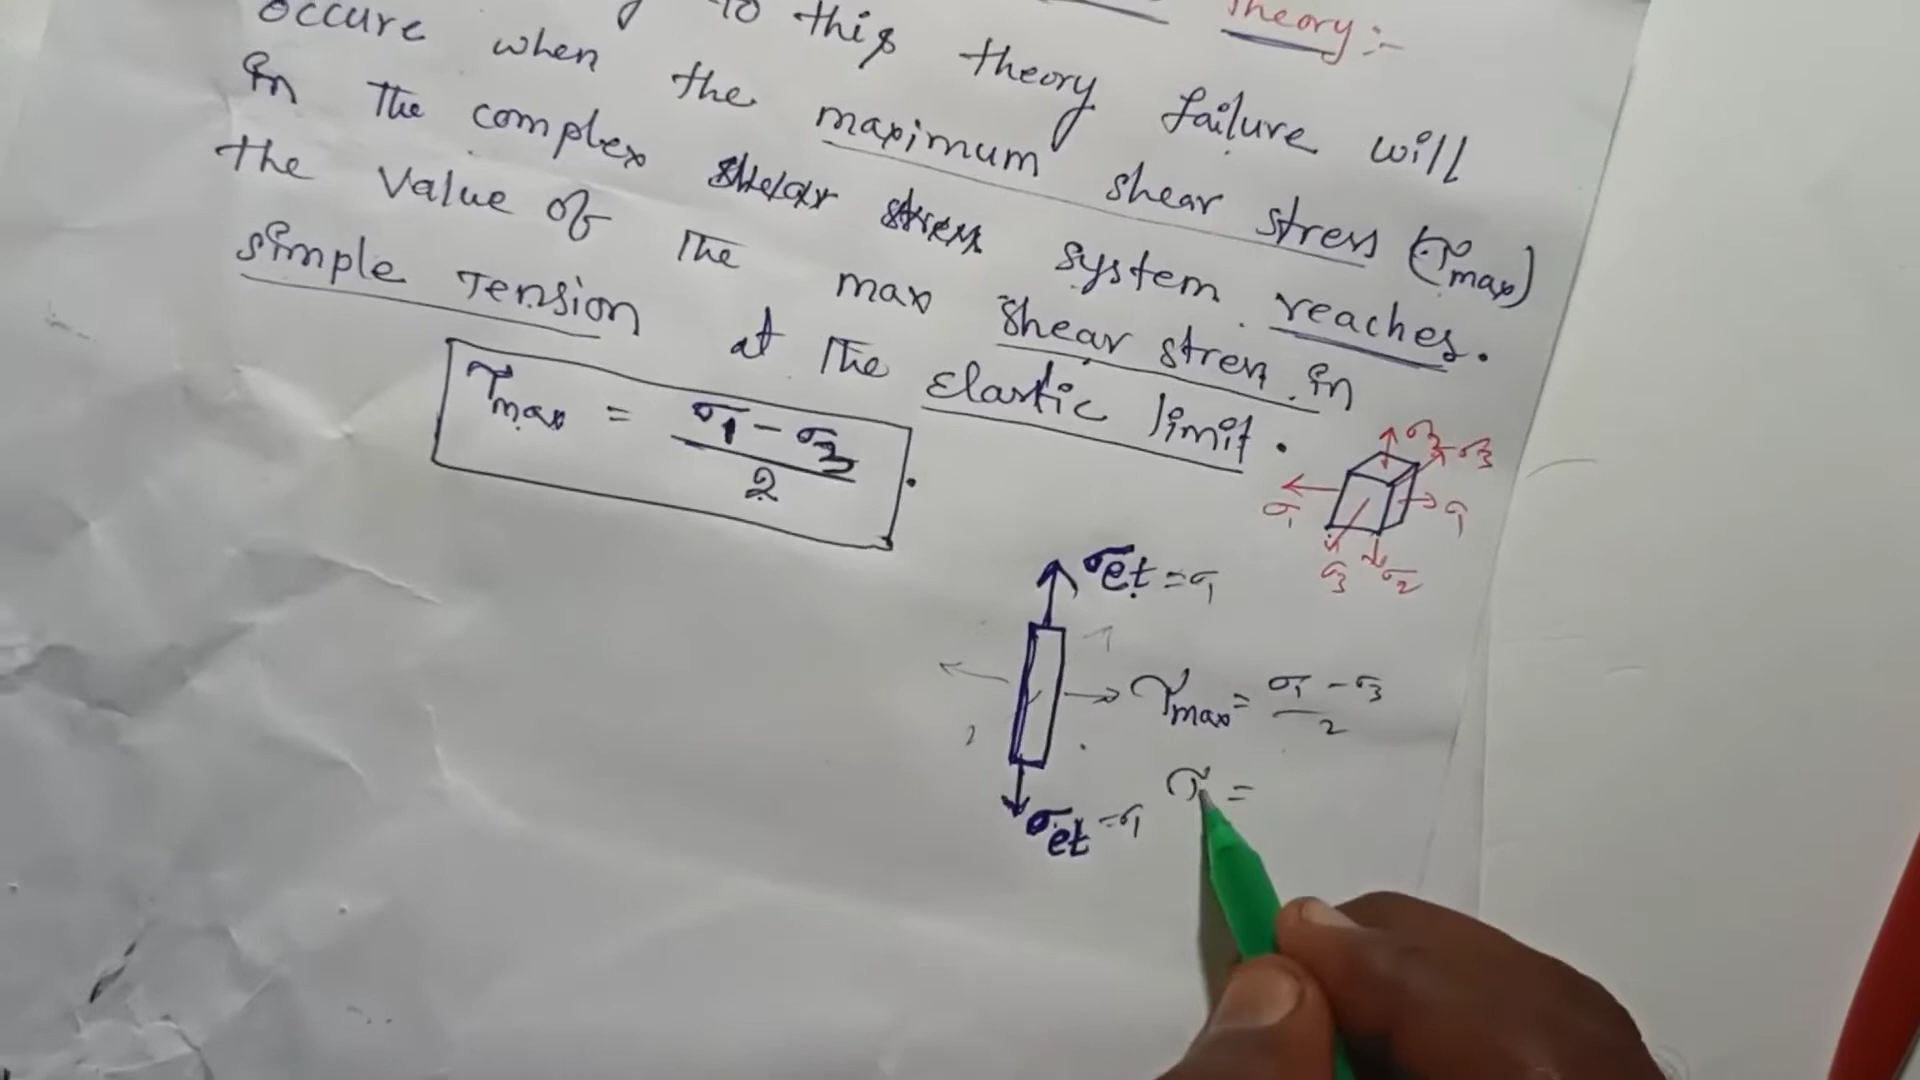 Theory :-
to this theory failure will
occure when the maximum shear stress (τmax)
in the complex shear stress system reaches.
the value of the max shear stress in
simple Tension at the Elastic limit.
τmax = σ1 - σ3 / 2
σ2 σ3
σ1 σ1
σ3 σ2
σet = σ1
τmax = σ1 - σ3 / 2
τ =
σet = σ1